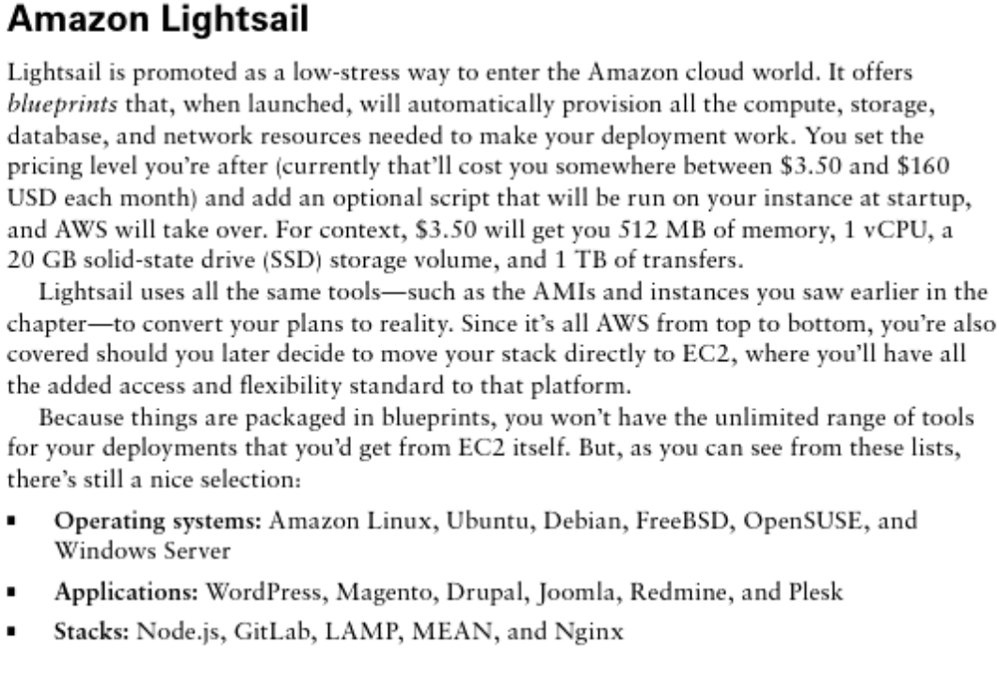 Amazon Lightsail
Lightsail is promoted as a low-stress way to enter the Amazon cloud world. It offers
blueprints that, when launched, will automatically provision all the compute, storage,
database, and network resources needed to make your deployment work. You set the
pricing level you're after (currently that'll cost you somewhere between $3.50 and $160
USD each month) and add an optional script that will be run on your instance at startup,
and AWS will take over. For context, $3.50 will get you 512 MB of memory, 1 vCPU, a
20 GB solid-state drive (SSD) storage volume, and 1 TB of transfers.
Lightsail uses all the same tools—such as the AMIs and instances you saw earlier in the
chapter—to convert your plans to reality. Since it's all AWS from top to bottom, you're also
covered should you later decide to move your stack directly to EC2, where you'll have all
the added access and flexibility standard to that platform.
Because things are packaged in blueprints, you won't have the unlimited range of tools
for your deployments that you'd get from EC2 itself. But, as you can see from these lists,
there's still a nice selection:
■ Operating systems: Amazon Linux, Ubuntu, Debian, FreeBSD, OpenSUSE, and
Windows Server
■ Applications: WordPress, Magento, Drupal, Joomla, Redmine, and Plesk
■ Stacks: Node.js, GitLab, LAMP, MEAN, and Nginx